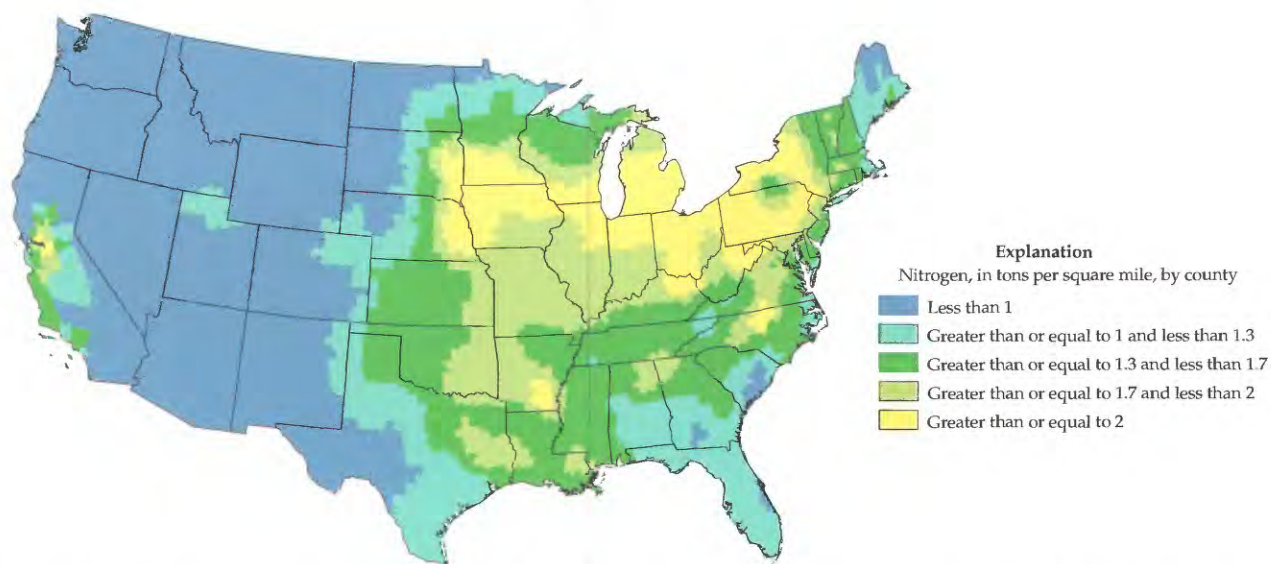 Explanation
Nitrogen, in tons per square mile, by county
Less than 1
Greater than or equal to 1 and less than 1.3
Greater than or equal to 1.3 and less than 1.7
Greater than or equal to 1.7 and less than 2
Greater than or equal to 2